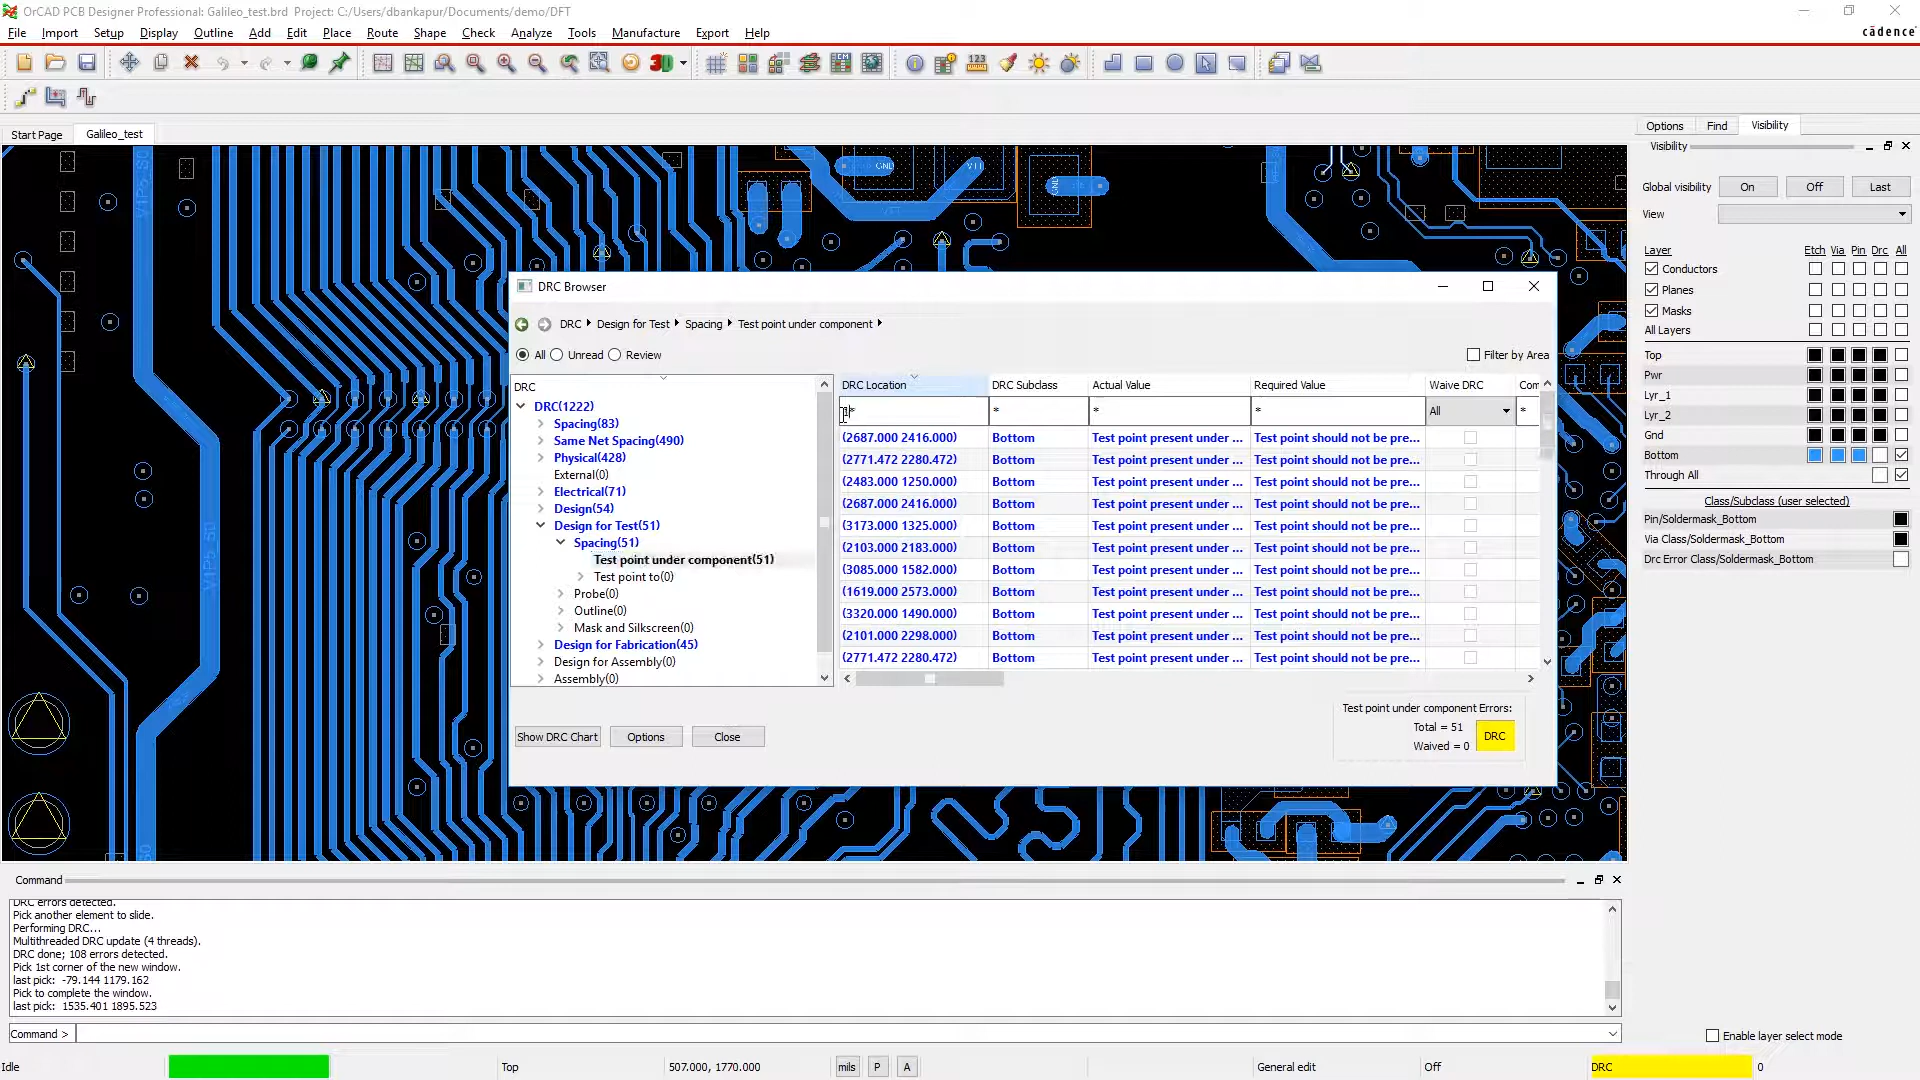 OrCAD PCB Designer Professional: Galileo_test.brd Project: C:/Users/dbankapur/Documents/demo/DFT
File Import Setup Display Outline Add Edit Place Route Shape Check Analyze Tools Manufacture Export Help
cādence
3D
123
Start Page Galileo_test
Options Find Visibility
Visibility
Global visibility On Off Last
View
Layer Etch Via Pin Drc All
Conductors
Planes
Masks
All Layers
Top
Pwr
Lyr_1
Lyr_2
Gnd
Bottom
Through All
Class/Subclass (user selected)
Pin/Soldermask_Bottom
Via Class/Soldermask_Bottom
Drc Error Class/Soldermask_Bottom
GND
DRC Browser
DRC Design for Test Spacing Test point under component
All Unread Review
Filter by Area
DRC
DRC(1222)
Spacing(83)
Same Net Spacing(490)
Physical(428)
External(0)
Electrical(71)
Design(54)
Design for Test(51)
Spacing(51)
Test point under component(51)
Test point to(0)
Probe(0)
Outline(0)
Mask and Silkscreen(0)
Design for Fabrication(45)
Design for Assembly(0)
Assembly(0)
DRC Location DRC Subclass Actual Value Required Value Waive DRC Com
* * * * All *
(2687.000 2416.000) Bottom Test point present under ... Test point should not be pre...
(2771.472 2280.472) Bottom Test point present under ... Test point should not be pre...
(2483.000 1250.000) Bottom Test point present under ... Test point should not be pre...
(2687.000 2416.000) Bottom Test point present under ... Test point should not be pre...
(3173.000 1325.000) Bottom Test point present under ... Test point should not be pre...
(2103.000 2183.000) Bottom Test point present under ... Test point should not be pre...
(3085.000 1582.000) Bottom Test point present under ... Test point should not be pre...
(1619.000 2573.000) Bottom Test point present under ... Test point should not be pre...
(3320.000 1490.000) Bottom Test point present under ... Test point should not be pre...
(2101.000 2298.000) Bottom Test point present under ... Test point should not be pre...
(2771.472 2280.472) Bottom Test point present under ... Test point should not be pre...
Show DRC Chart Options Close
Test point under component Errors:
Total = 51
Waived = 0
DRC
Command
DRC errors detected.
Pick another element to slide.
Performing DRC...
Multithreaded DRC update (4 threads).
DRC done; 108 errors detected.
Pick 1st corner of the new window.
last pick: -79.144 1179.162
Pick to complete the window.
last pick: 1535.401 1895.523
Command >
Enable layer select mode
Idle Top 507.000, 1770.000 mils P A General edit Off DRC 0